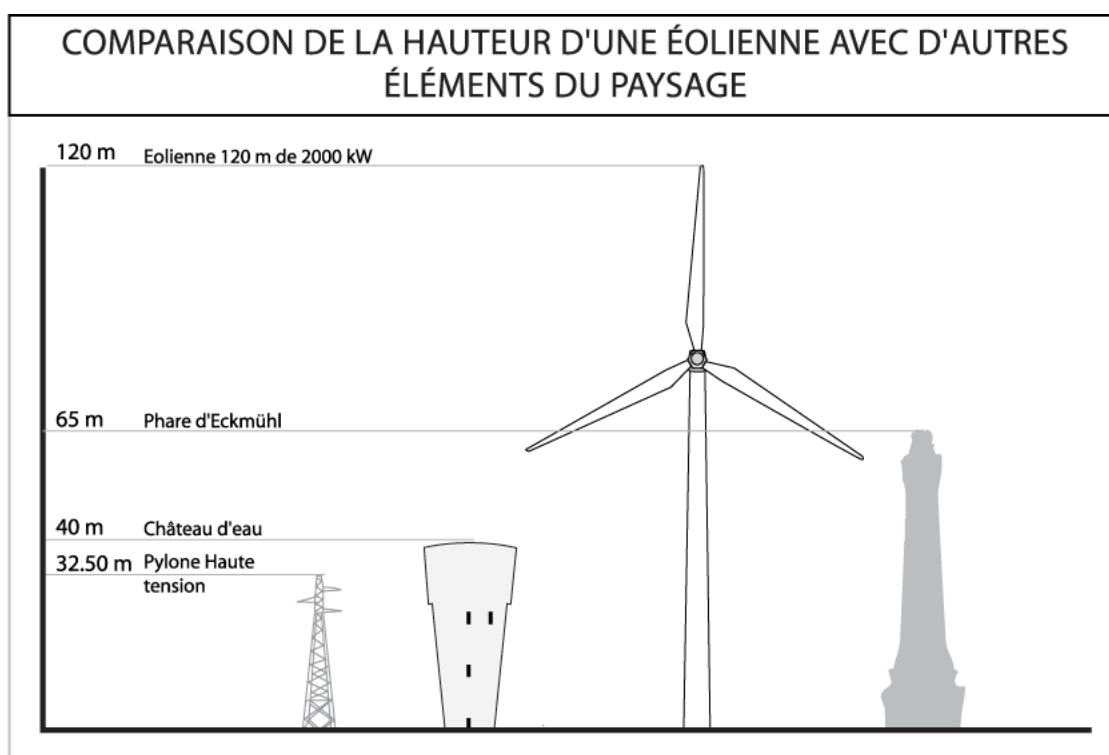 COMPARAISON DE LA HAUTEUR D'UNE ÉOLIENNE AVEC D'AUTRES
ÉLÉMENTS DU PAYSAGE
120 m Eolienne 120 m de 2000 kW
65 m Phare d'Eckmühl
40 m Château d'eau
32.50 m Pylone Haute
tension